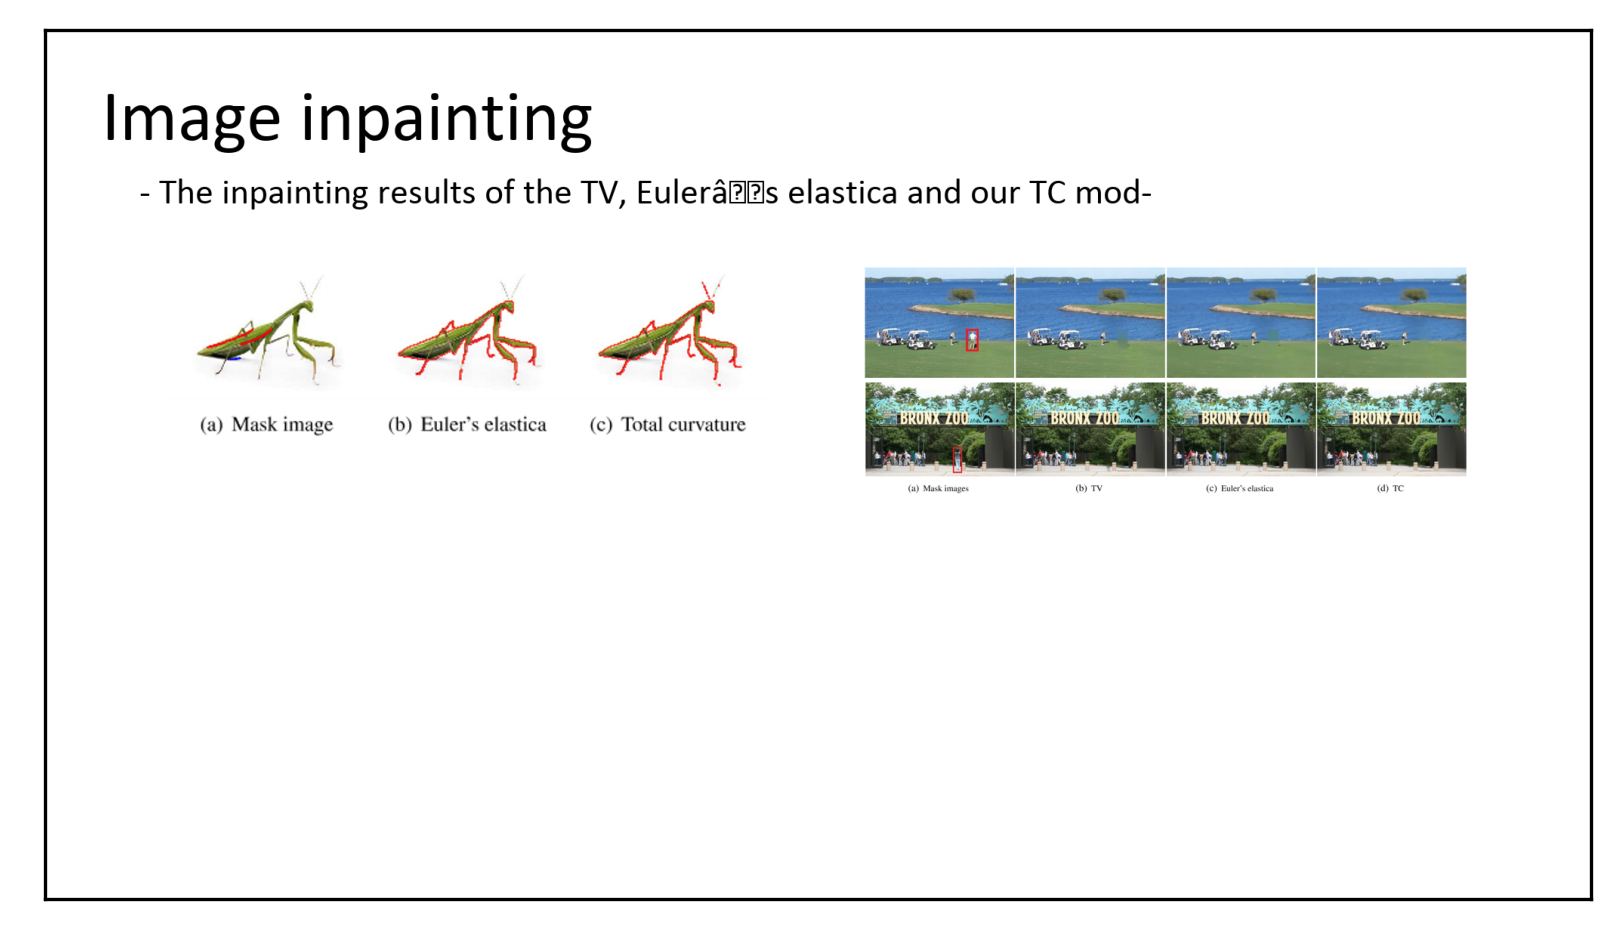 Image inpainting
- The inpainting results of the TV, Eulerâ��s elastica and our TC mod-
(a) Mask image
(b) Euler's elastica
(c) Total curvature
BRONX ZOO
BRONX ZOO
BRONX ZOO
BRONX ZOO
(a) Mask images
(b) TV
(c) Euler's elastica
(d) TC